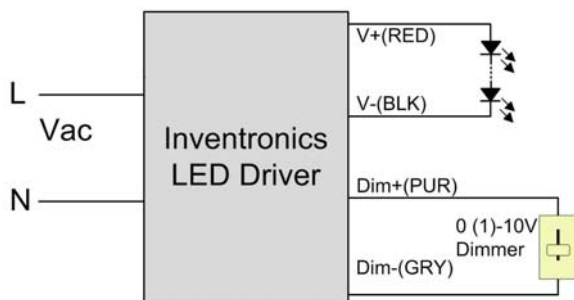 L
Vac
N
Inventronics
LED Driver
V+(RED)
V-(BLK)
Dim+(PUR)
Dim-(GRY)
0 (1)-10V
Dimmer